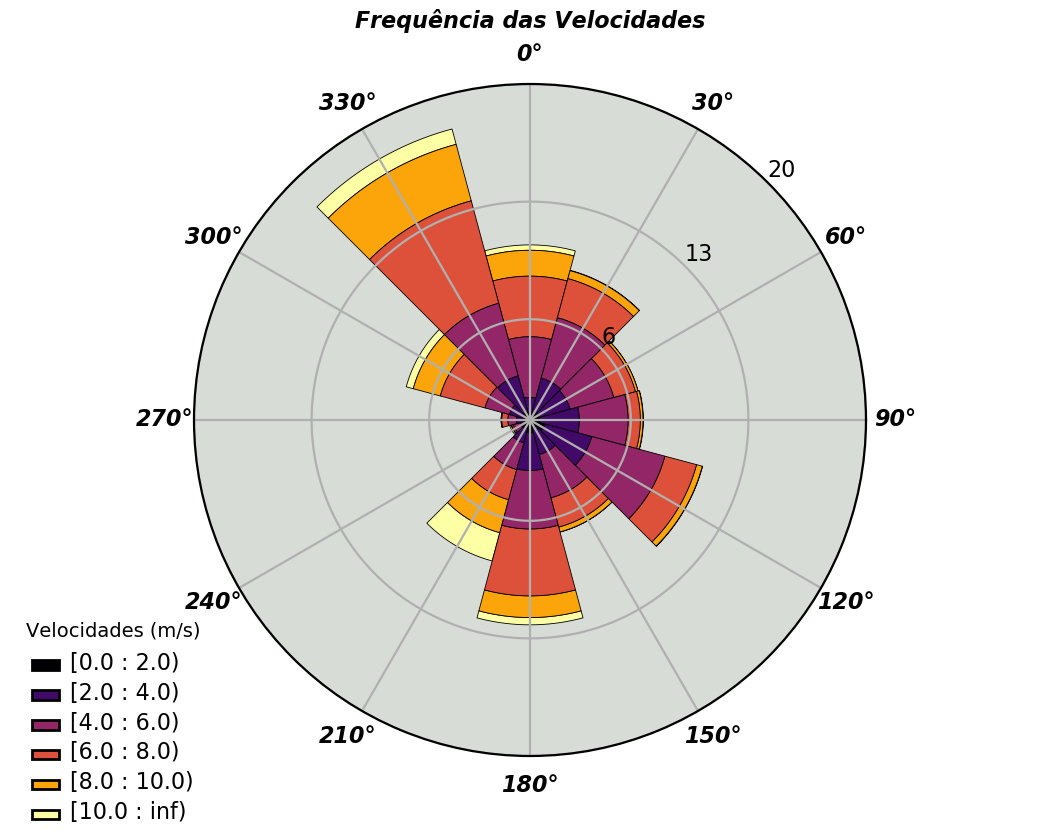 Frequência das Velocidades
0°
330°
30°
20
300°
60°
13
6
270°
90°
240°
120°
210°
150°
180°
Velocidades (m/s)
[0.0 : 2.0)
[2.0 : 4.0)
[4.0 : 6.0)
[6.0 : 8.0)
[8.0 : 10.0)
[10.0 : inf)